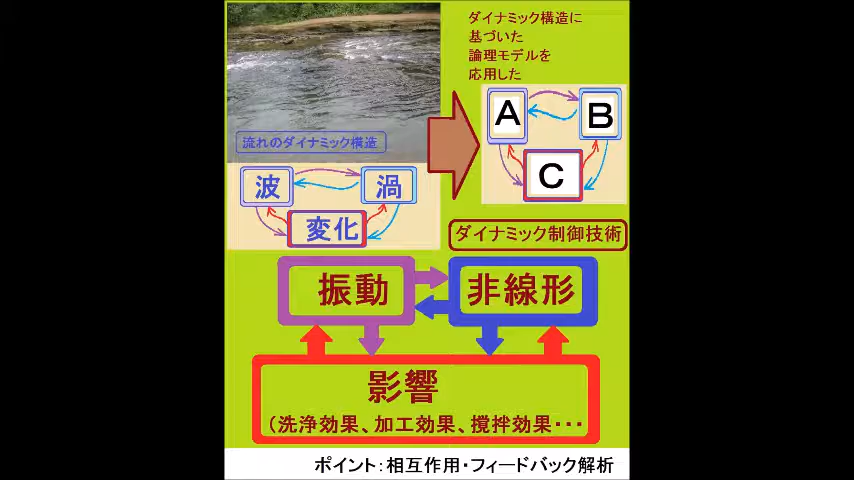 ダイナミック構造に
基づいた
論理モデルを
応用した
流れのダイナミック構造
波
渦
変化
A
B
C
ダイナミック制御技術
振動
非線形
影響
（洗浄効果、加工効果、撹拌効果・・・
ポイント：相互作用・フィードバック解析